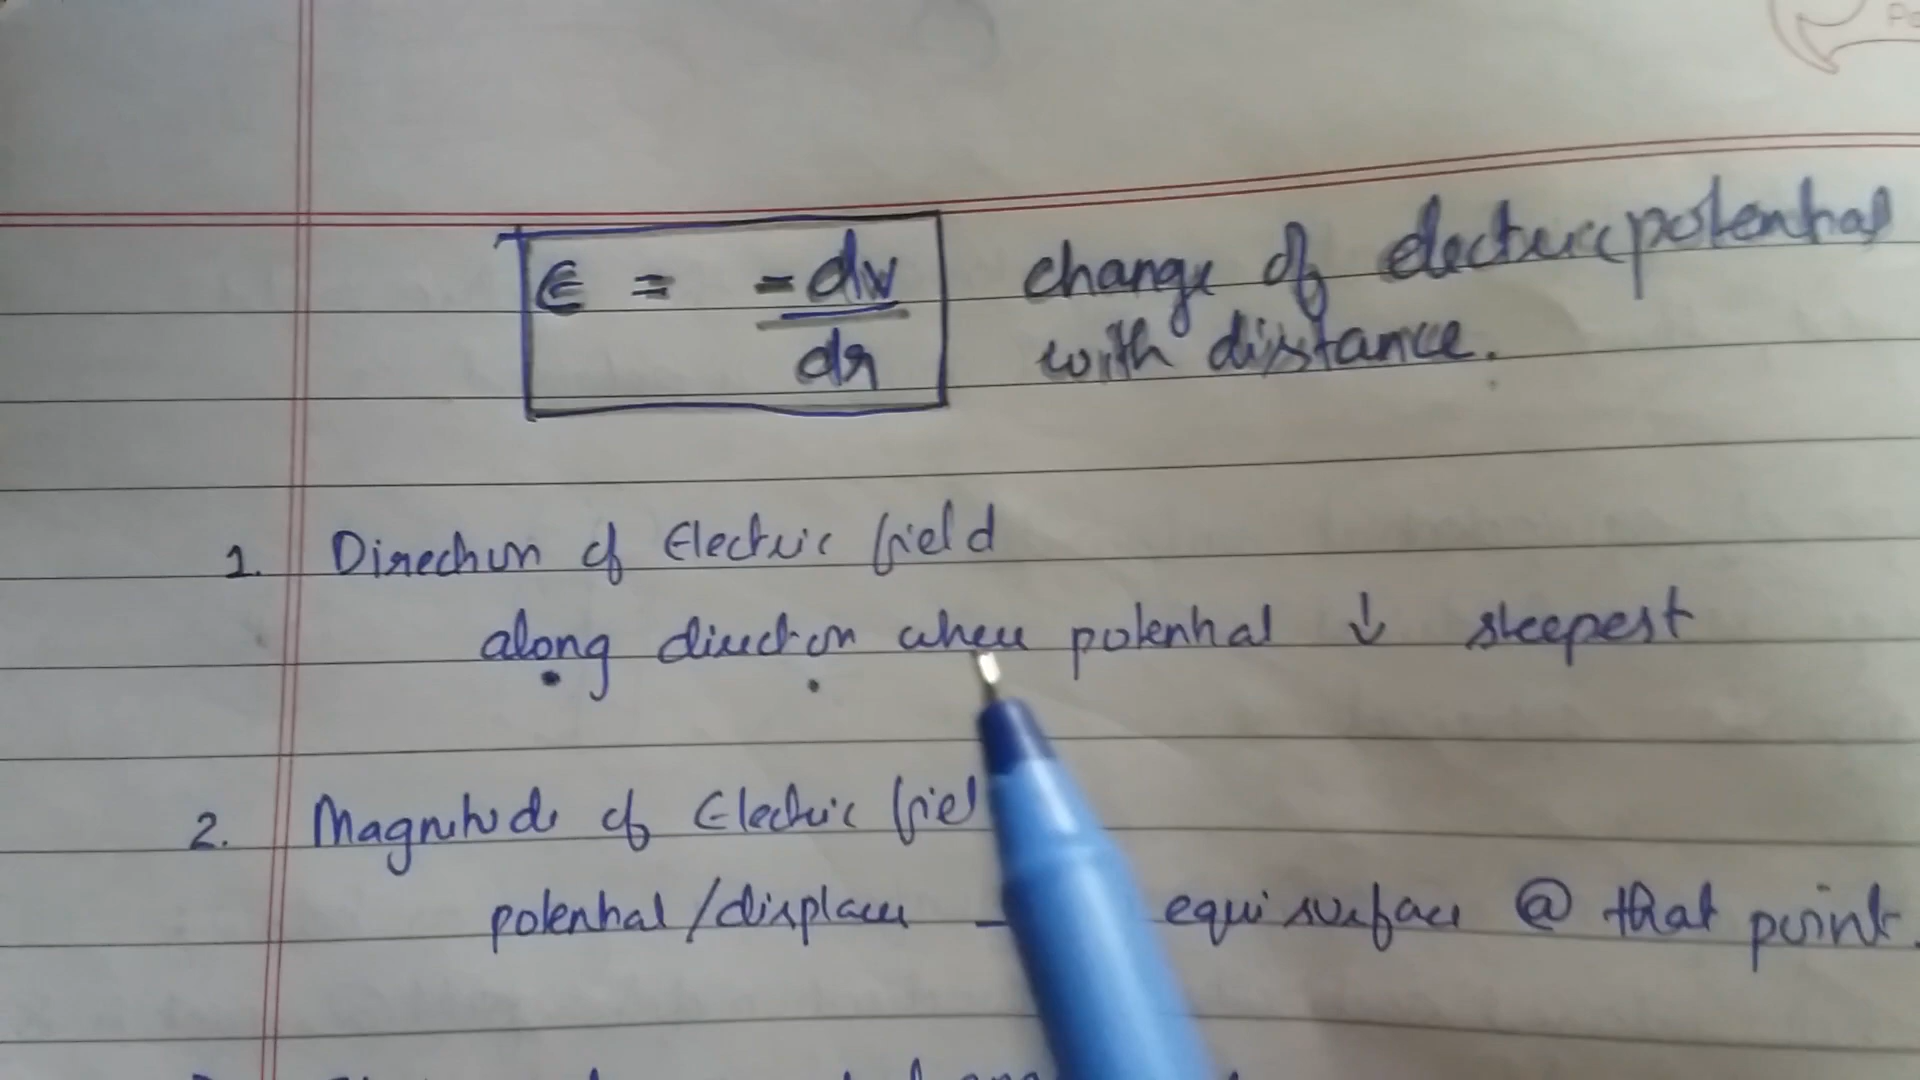 E = -dv/dr change of electric potential
with distance.
1. Direction of Electric field
along direction where potential ↓ steepest
2. Magnitude of Electric fiel
potential/displaces equi surface @ that point.